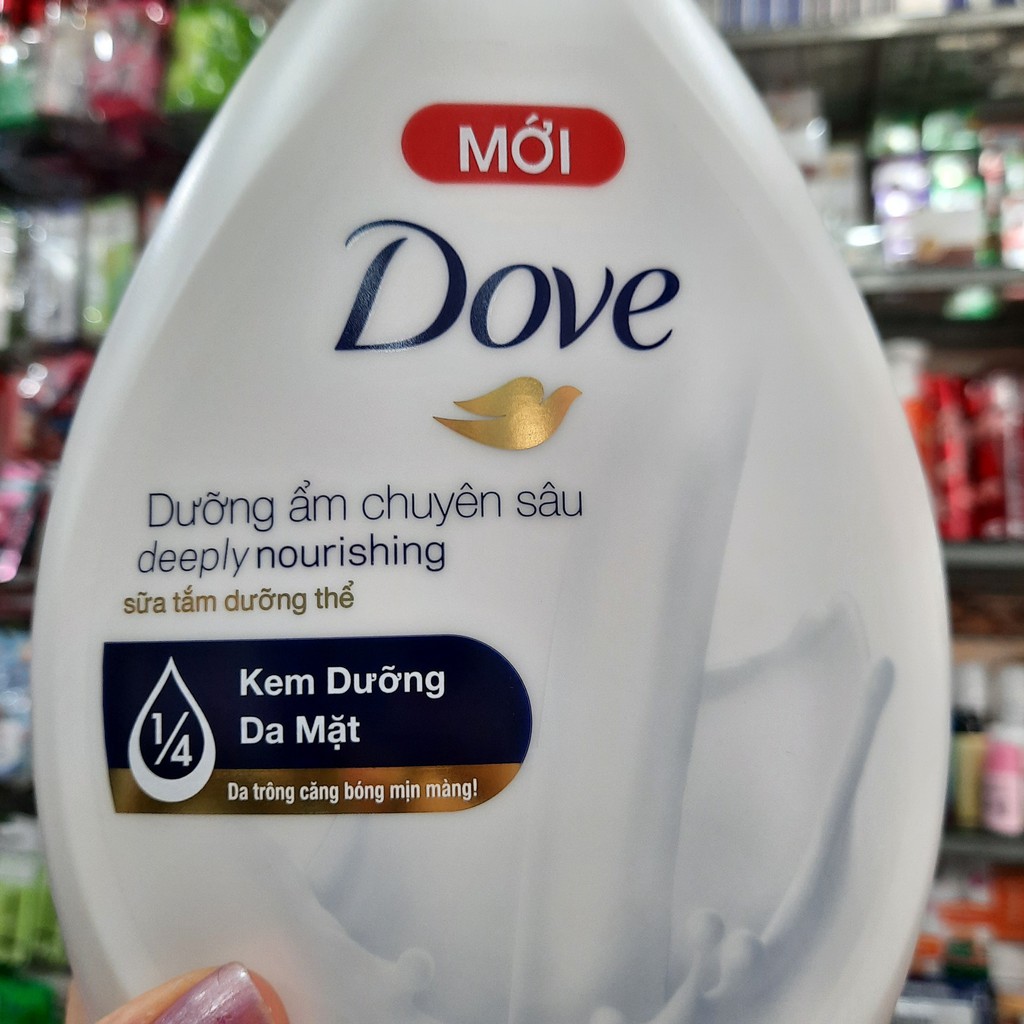 MỚI
Dove
Dưỡng ẩm chuyên sâu
deeply nourishing
sữa tắm dưỡng thể
1/4
Kem Dưỡng
Da Mặt
Da trông căng bóng mịn màng!